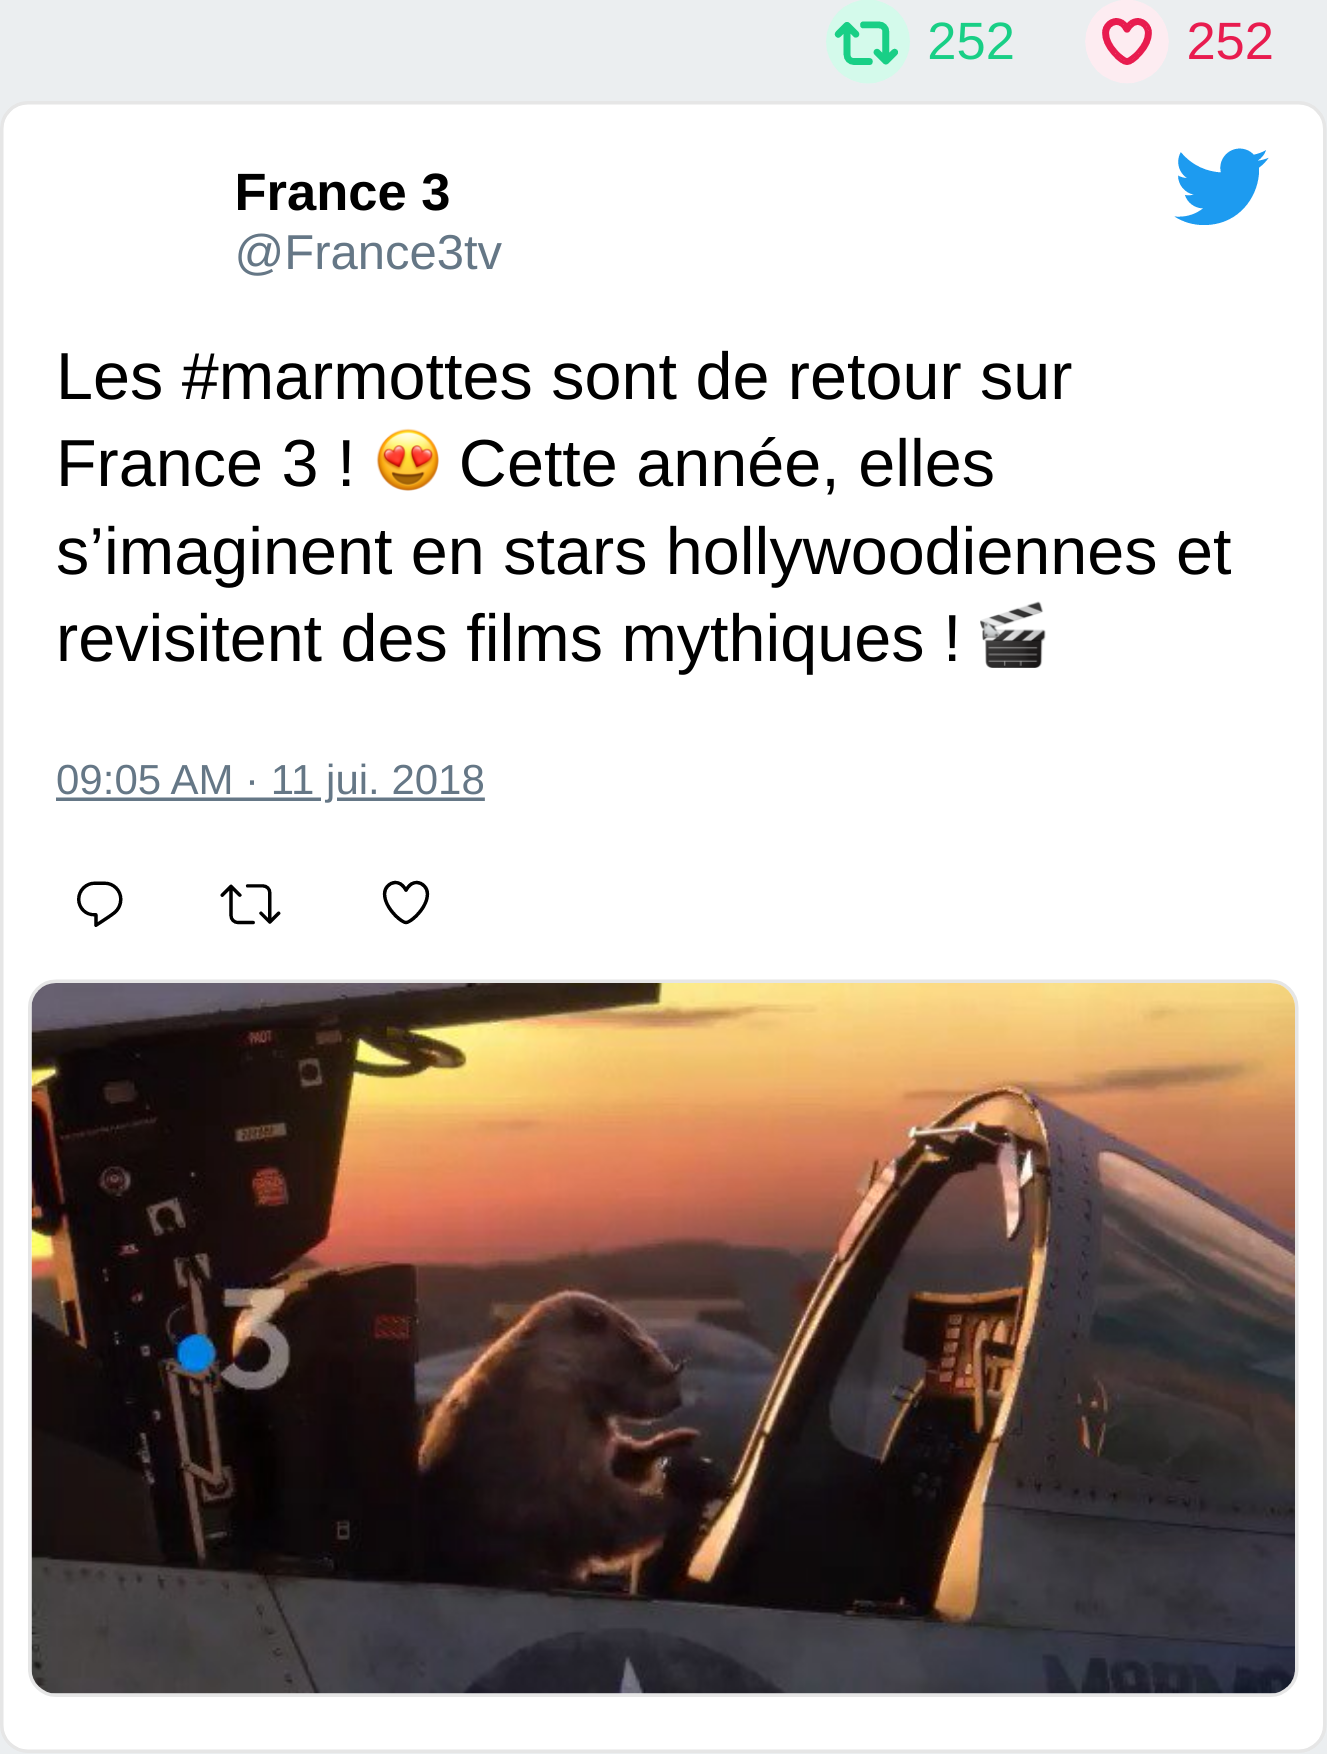 252 252
France 3
@France3tv
Les #marmottes sont de retour sur
France 3 ! 😍 Cette année, elles
s’imaginent en stars hollywoodiennes et
revisitent des films mythiques ! 🎬
09:05 AM · 11 jui. 2018
3